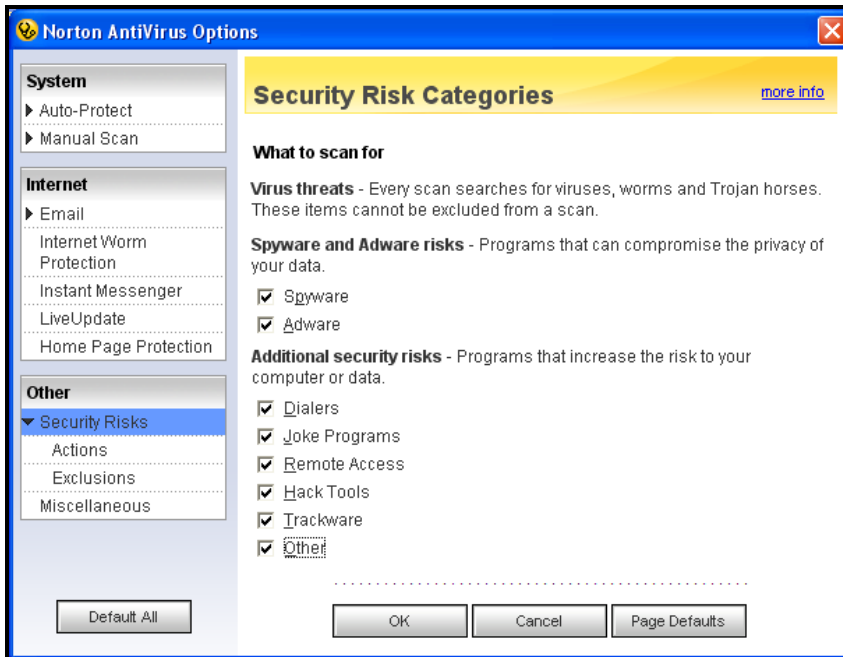 Norton AntiVirus Options
System
Auto-Protect
Manual Scan
Internet
Email
Internet Worm
Protection
Instant Messenger
LiveUpdate
Home Page Protection
Other
Security Risks
Actions
Exclusions
Miscellaneous
Default All
Security Risk Categories
more info
What to scan for
Virus threats - Every scan searches for viruses, worms and Trojan horses.
These items cannot be excluded from a scan.
Spyware and Adware risks - Programs that can compromise the privacy of
your data.
Spyware
Adware
Additional security risks - Programs that increase the risk to your
computer or data.
Dialers
Joke Programs
Remote Access
Hack Tools
Trackware
Other
OK
Cancel
Page Defaults